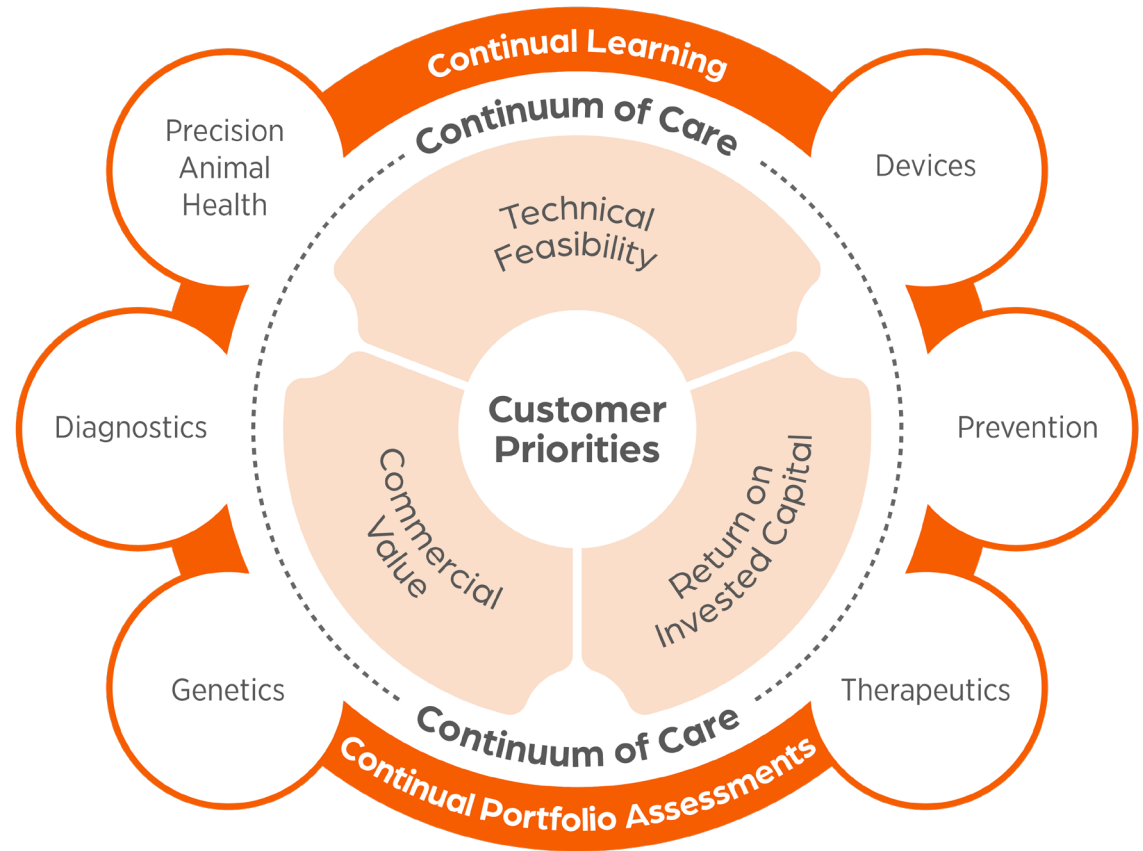 Continual Learning
Continuum of Care
Precision
Animal
Health
Devices
Technical
Feasibility
Diagnostics
Customer
Priorities
Prevention
Commercial
Value
Return on
Invested Capital
Genetics
Therapeutics
Continuum of Care
Continual Portfolio Assessments